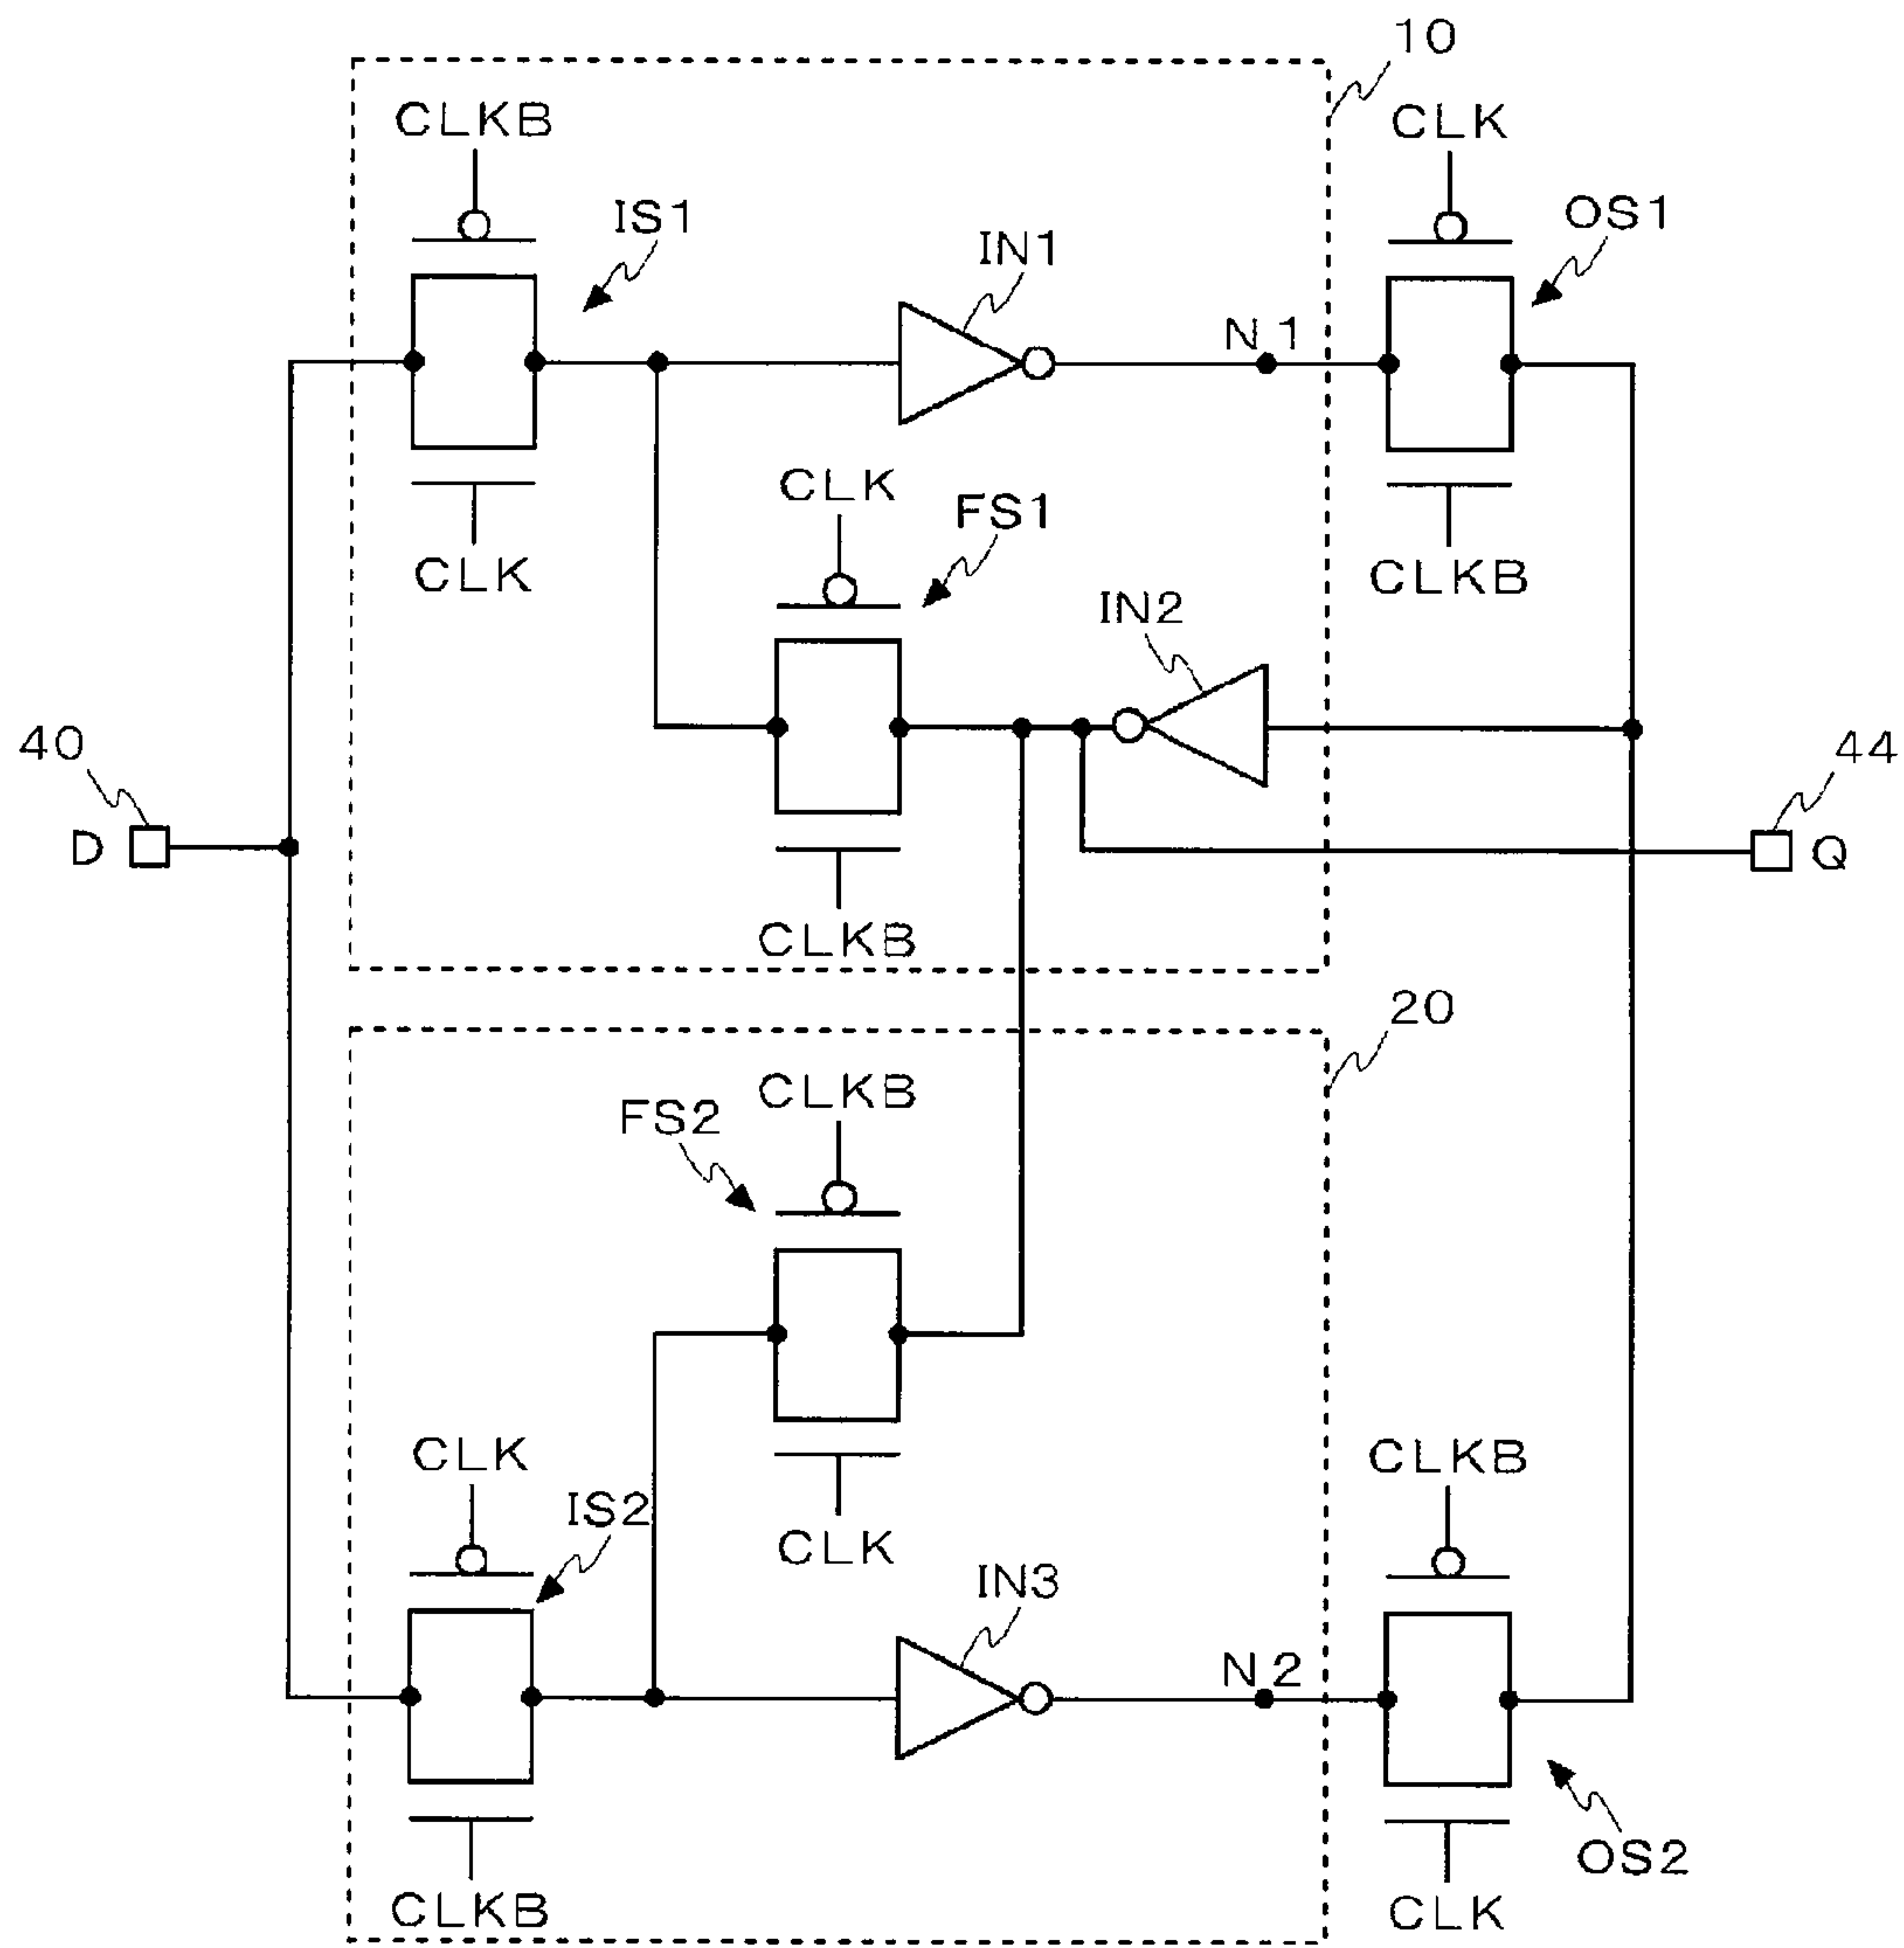 10
CLKB
CLK
IS1
OS1
IN1
N1
CLK
FS1
CLK
CLKB
IN2
40
44
D
Q
CLKB
20
CLKB
FS2
CLK
CLKB
IS2
CLK
IN3
N2
OS2
CLKB
CLK